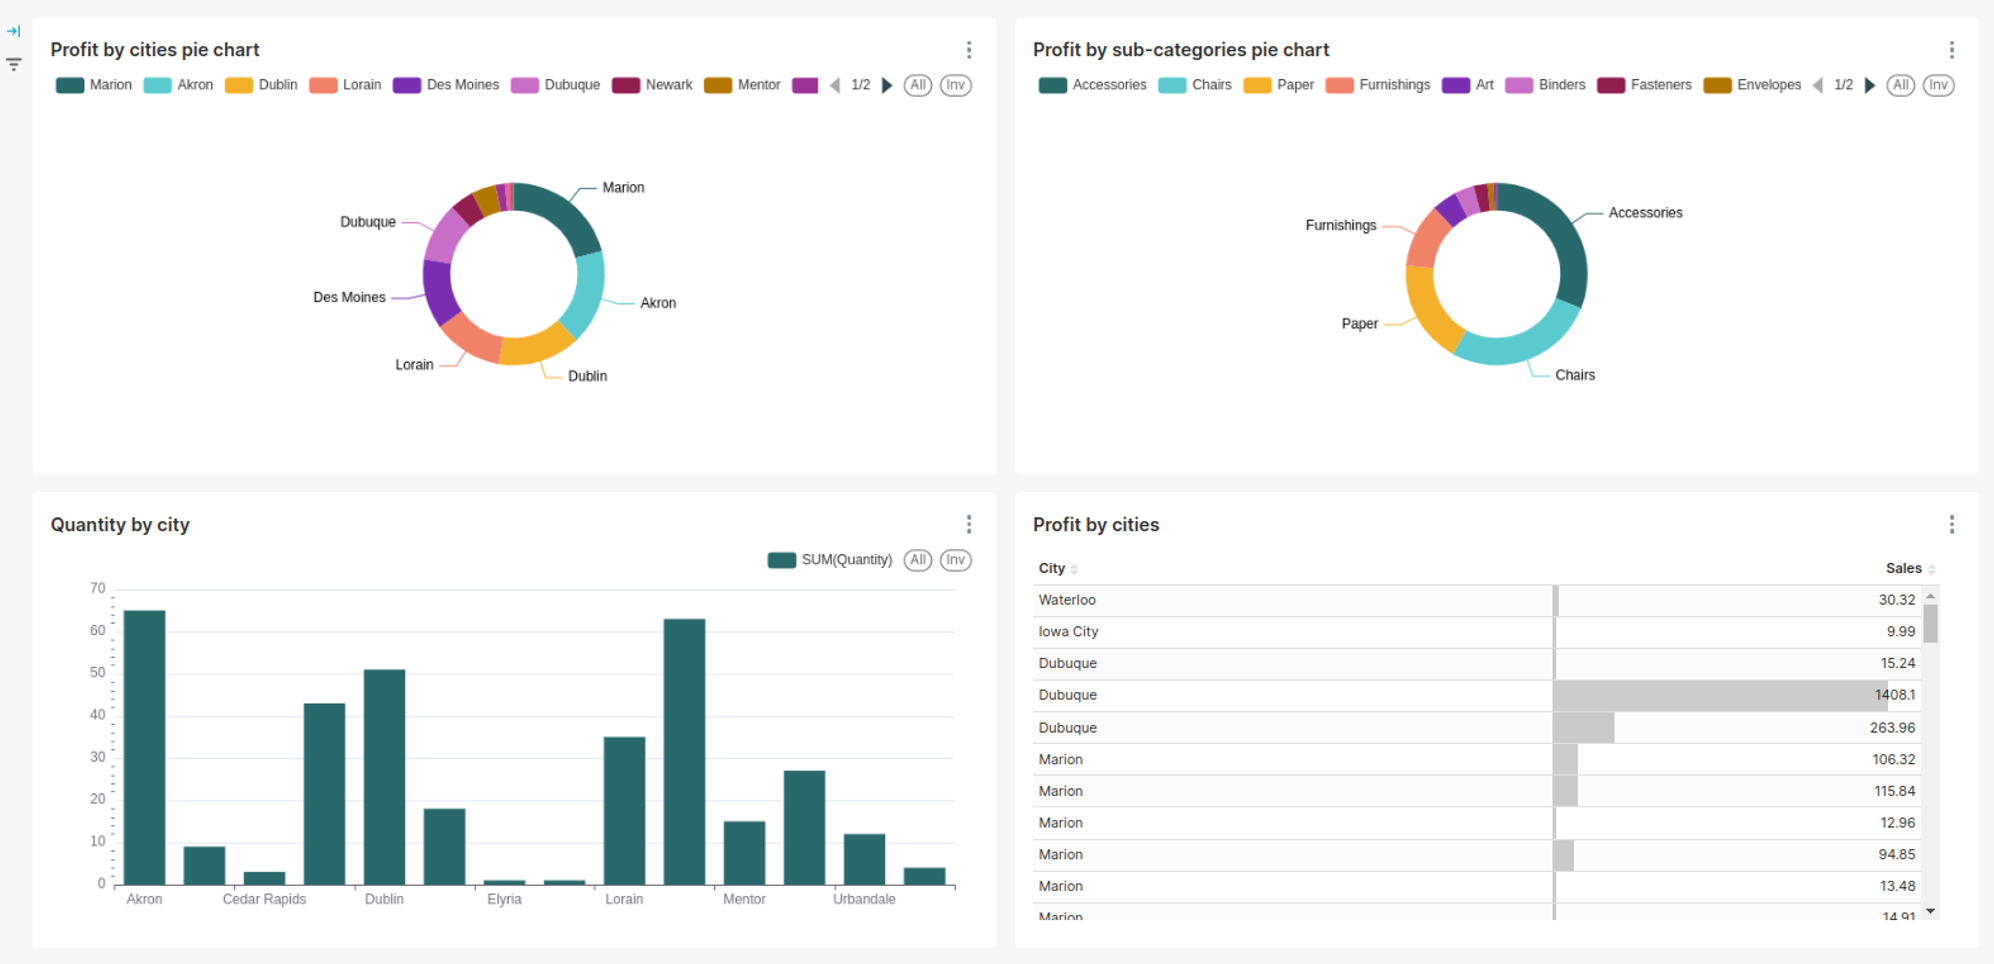 Profit by cities pie chart
Marion Akron Dublin Lorain Des Moines Dubuque Newark Mentor 1/2 All Inv
Marion
Dubuque
Des Moines
Akron
Lorain
Dublin
Profit by sub-categories pie chart
Accessories Chairs Paper Furnishings Art Binders Fasteners Envelopes 1/2 All Inv
Accessories
Furnishings
Paper
Chairs
Quantity by city
SUM(Quantity) All Inv
70
60
50
40
30
20
10
0
Akron Cedar Rapids Dublin Elyria Lorain Mentor Urbandale
Profit by cities
City Sales
Waterloo 30.32
Iowa City 9.99
Dubuque 15.24
Dubuque 1408.1
Dubuque 263.96
Marion 106.32
Marion 115.84
Marion 12.96
Marion 94.85
Marion 13.48
Marion 14.91